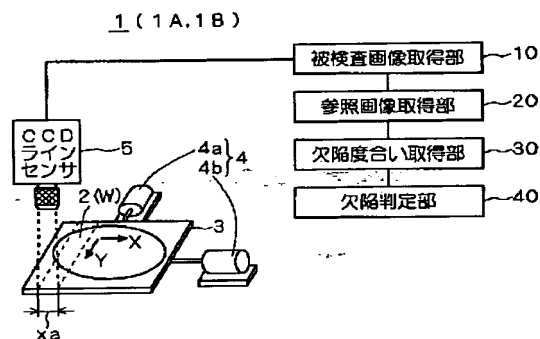 1 (1A,1B)
被検査画像取得部
10
参照画像取得部
20
欠陥度合い取得部
30
欠陥判定部
40
CCD
ライン
センサ
5
4a
4b
4
2(W)
3
X
Y
xa